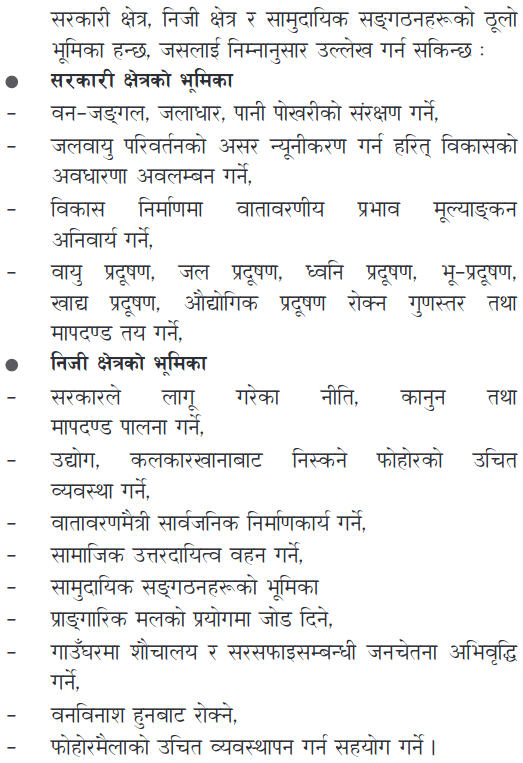 सरकारी क्षेत्र, निजी क्षेत्र र सामुदायिक सङ्गठनहरूको ठूलो
भूमिका हन्छ, जसलाई निम्नानुसार उल्लेख गर्न सकिन्छ :
● सरकारी क्षेत्रको भूमिका
- वन-जङ्गल, जलाधार, पानी पोखरीको संरक्षण गर्ने,
- जलवायु परिवर्तनको असर न्यूनीकरण गर्न हरित् विकासको
अवधारणा अवलम्बन गर्ने,
- विकास निर्माणमा वातावरणीय प्रभाव मूल्याङ्कन
अनिवार्य गर्ने,
- वायु प्रदूषण, जल प्रदूषण, ध्वनि प्रदूषण, भू-प्रदूषण,
खाद्य प्रदूषण, औद्योगिक प्रदूषण रोक्न गुणस्तर तथा
मापदण्ड तय गर्ने,
● निजी क्षेत्रको भूमिका
- सरकारले लागू गरेका नीति, कानुन तथा
मापदण्ड पालना गर्ने,
- उद्योग, कलकारखानाबाट निस्कने फोहोरको उचित
व्यवस्था गर्ने,
- वातावरणमैत्री सार्वजनिक निर्माणकार्य गर्ने,
- सामाजिक उत्तरदायित्व वहन गर्ने,
- सामुदायिक सङ्गठनहरूको भूमिका
- प्राङ्गारिक मलको प्रयोगमा जोड दिने,
- गाउँघरमा शौचालय र सरसफाइसम्बन्धी जनचेतना अभिवृद्धि
गर्ने,
- वनविनाश हुनबाट रोक्ने,
- फोहोरमैलाको उचित व्यवस्थापन गर्न सहयोग गर्ने ।